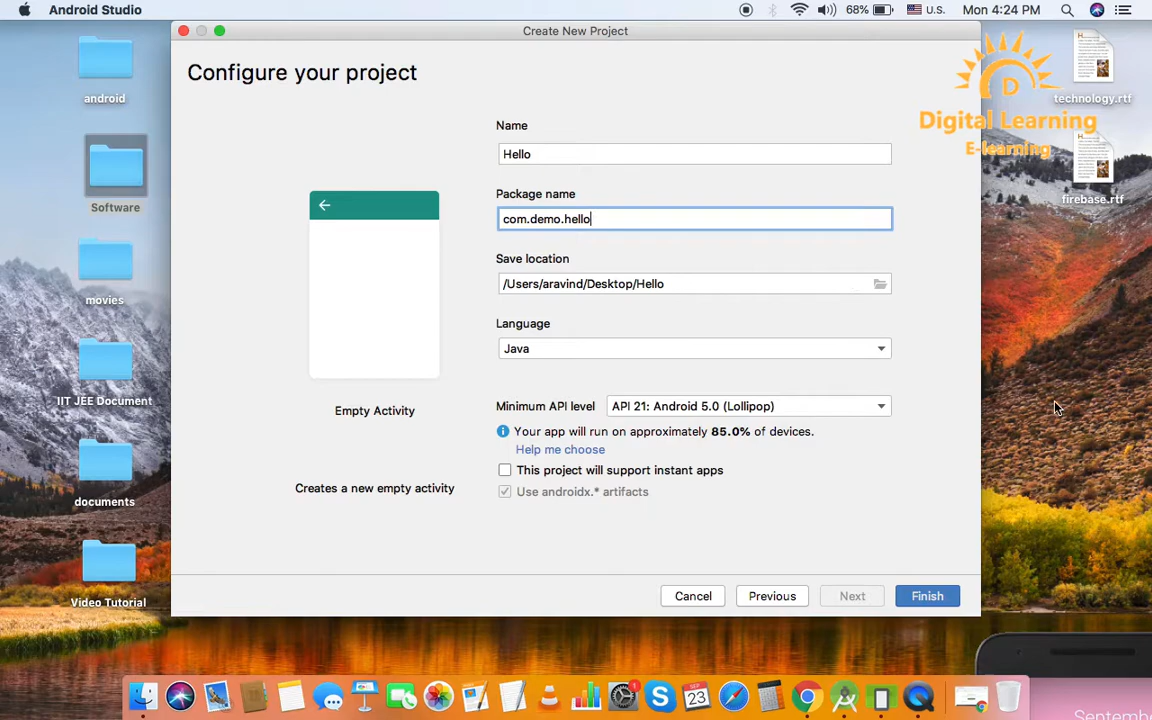 Android Studio
68%
U.S.
Mon 4:24 PM
Create New Project
Configure your project
Name
Hello
Package name
com.demo.hello
Save location
/Users/aravind/Desktop/Hello
Language
Java
Empty Activity
Minimum API level
API 21: Android 5.0 (Lollipop)
Your app will run on approximately 85.0% of devices.
Help me choose
This project will support instant apps
Creates a new empty activity
Use androidx.* artifacts
Cancel
Previous
Next
Finish
android
Software
movies
IIT JEE Document
documents
Video Tutorial
D
Digital Learning
E-learning
technology.rtf
firebase.rtf
1
SEP
23